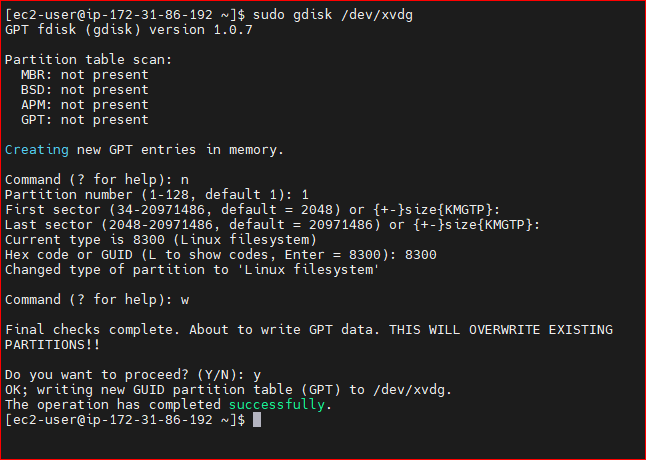 [ec2-user@ip-172-31-86-192 ~]$ sudo gdisk /dev/xvdg
GPT fdisk (gdisk) version 1.0.7
Partition table scan:
  MBR: not present
  BSD: not present
  APM: not present
  GPT: not present
Creating new GPT entries in memory.
Command (? for help): n
Partition number (1-128, default 1): 1
First sector (34-20971486, default = 2048) or {+-}size{KMGTP}:
Last sector (2048-20971486, default = 20971486) or {+-}size{KMGTP}:
Current type is 8300 (Linux filesystem)
Hex code or GUID (L to show codes, Enter = 8300): 8300
Changed type of partition to 'Linux filesystem'
Command (? for help): w
Final checks complete. About to write GPT data. THIS WILL OVERWRITE EXISTING
PARTITIONS!!
Do you want to proceed? (Y/N): y
OK; writing new GUID partition table (GPT) to /dev/xvdg.
The operation has completed successfully.
[ec2-user@ip-172-31-86-192 ~]$